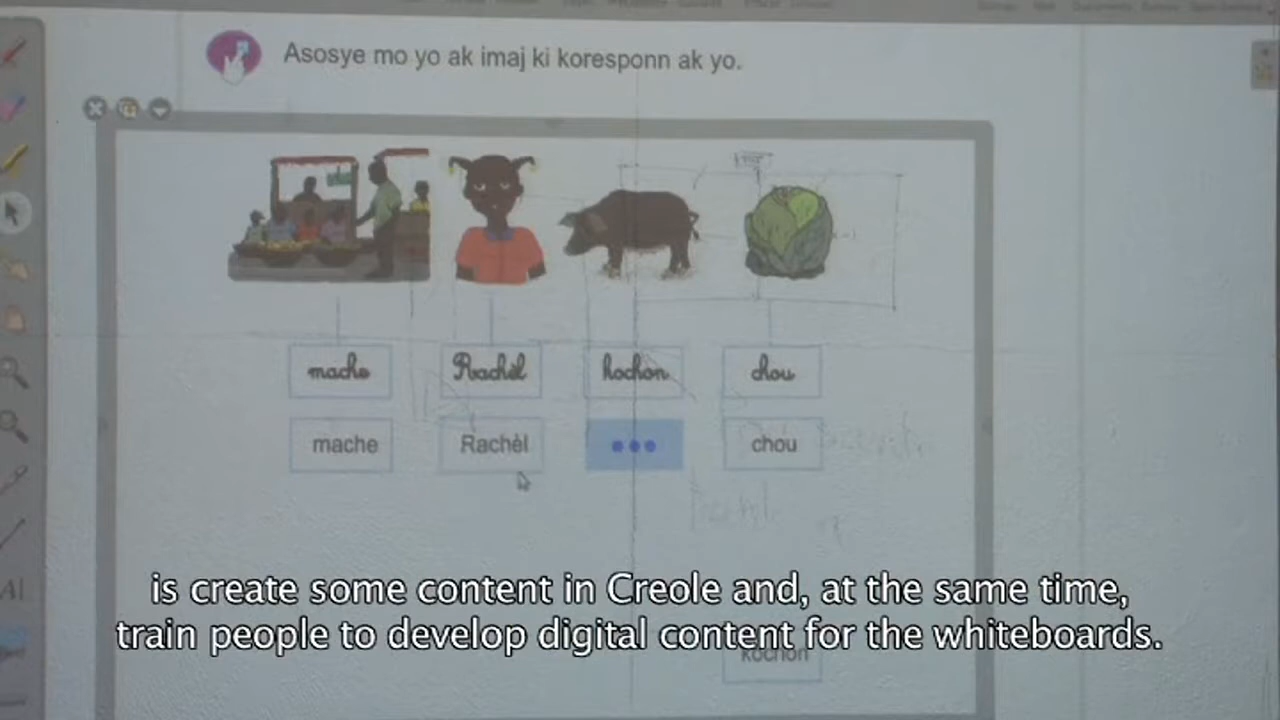 Asosye mo yo ak imaj ki koresponn ak yo.
mache Rachèl kochon chou
mache Rachèl ••• chou
is create some content in Creole and, at the same time,
train people to develop digital content for the whiteboards.
kochon